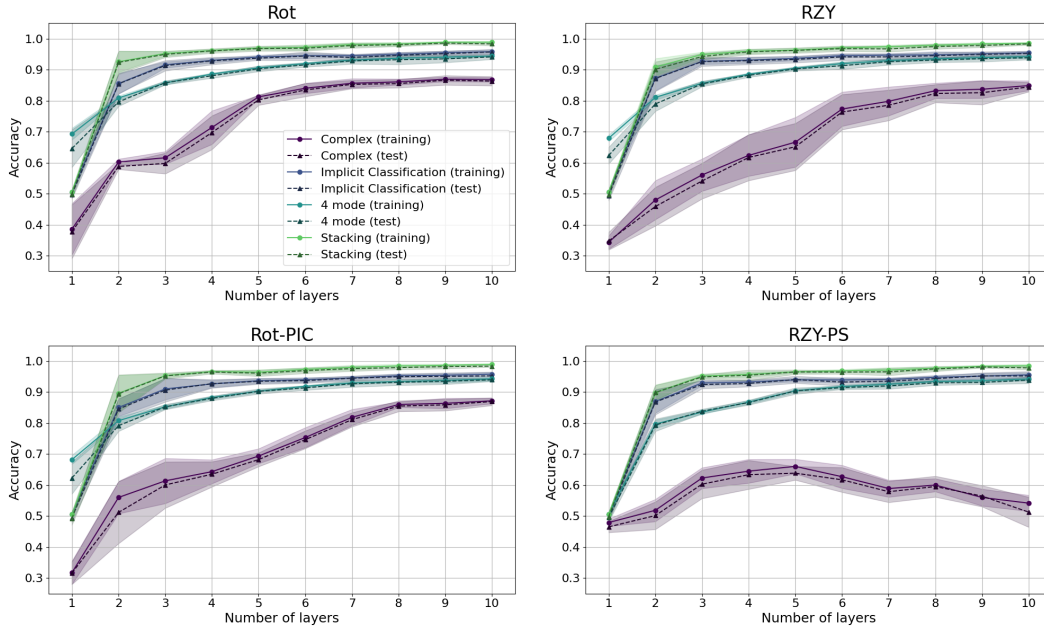 Rot
Accuracy
1.0
0.9
0.8
0.7
0.6
0.5
0.4
0.3
Complex (training)
Complex (test)
Implicit Classification (training)
Implicit Classification (test)
4 mode (training)
4 mode (test)
Stacking (training)
Stacking (test)
1 2 3 4 5 6 7 8 9 10
Number of layers
RZY
Accuracy
1.0
0.9
0.8
0.7
0.6
0.5
0.4
0.3
1 2 3 4 5 6 7 8 9 10
Number of layers
Rot-PIC
Accuracy
1.0
0.9
0.8
0.7
0.6
0.5
0.4
0.3
1 2 3 4 5 6 7 8 9 10
Number of layers
RZY-PS
Accuracy
1.0
0.9
0.8
0.7
0.6
0.5
0.4
0.3
1 2 3 4 5 6 7 8 9 10
Number of layers